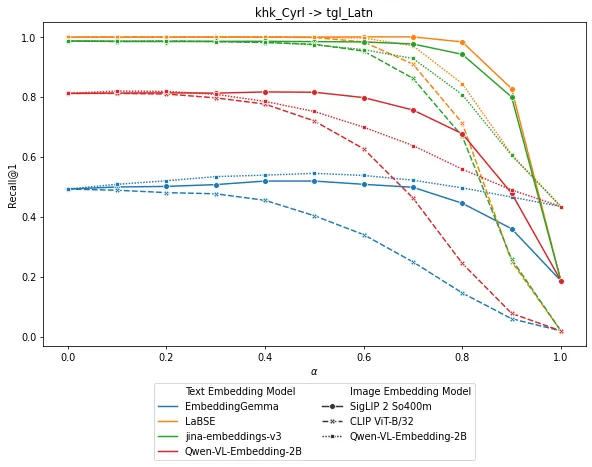 khk_Cyrl -> tgl_Latn
Recall@1
1.0
0.8
0.6
0.4
0.2
0.0
0.0 0.2 0.4 0.6 0.8 1.0
α
Text Embedding Model
EmbeddingGemma
LaBSE
jina-embeddings-v3
Qwen-VL-Embedding-2B
Image Embedding Model
SigLIP 2 So400m
CLIP ViT-B/32
Qwen-VL-Embedding-2B